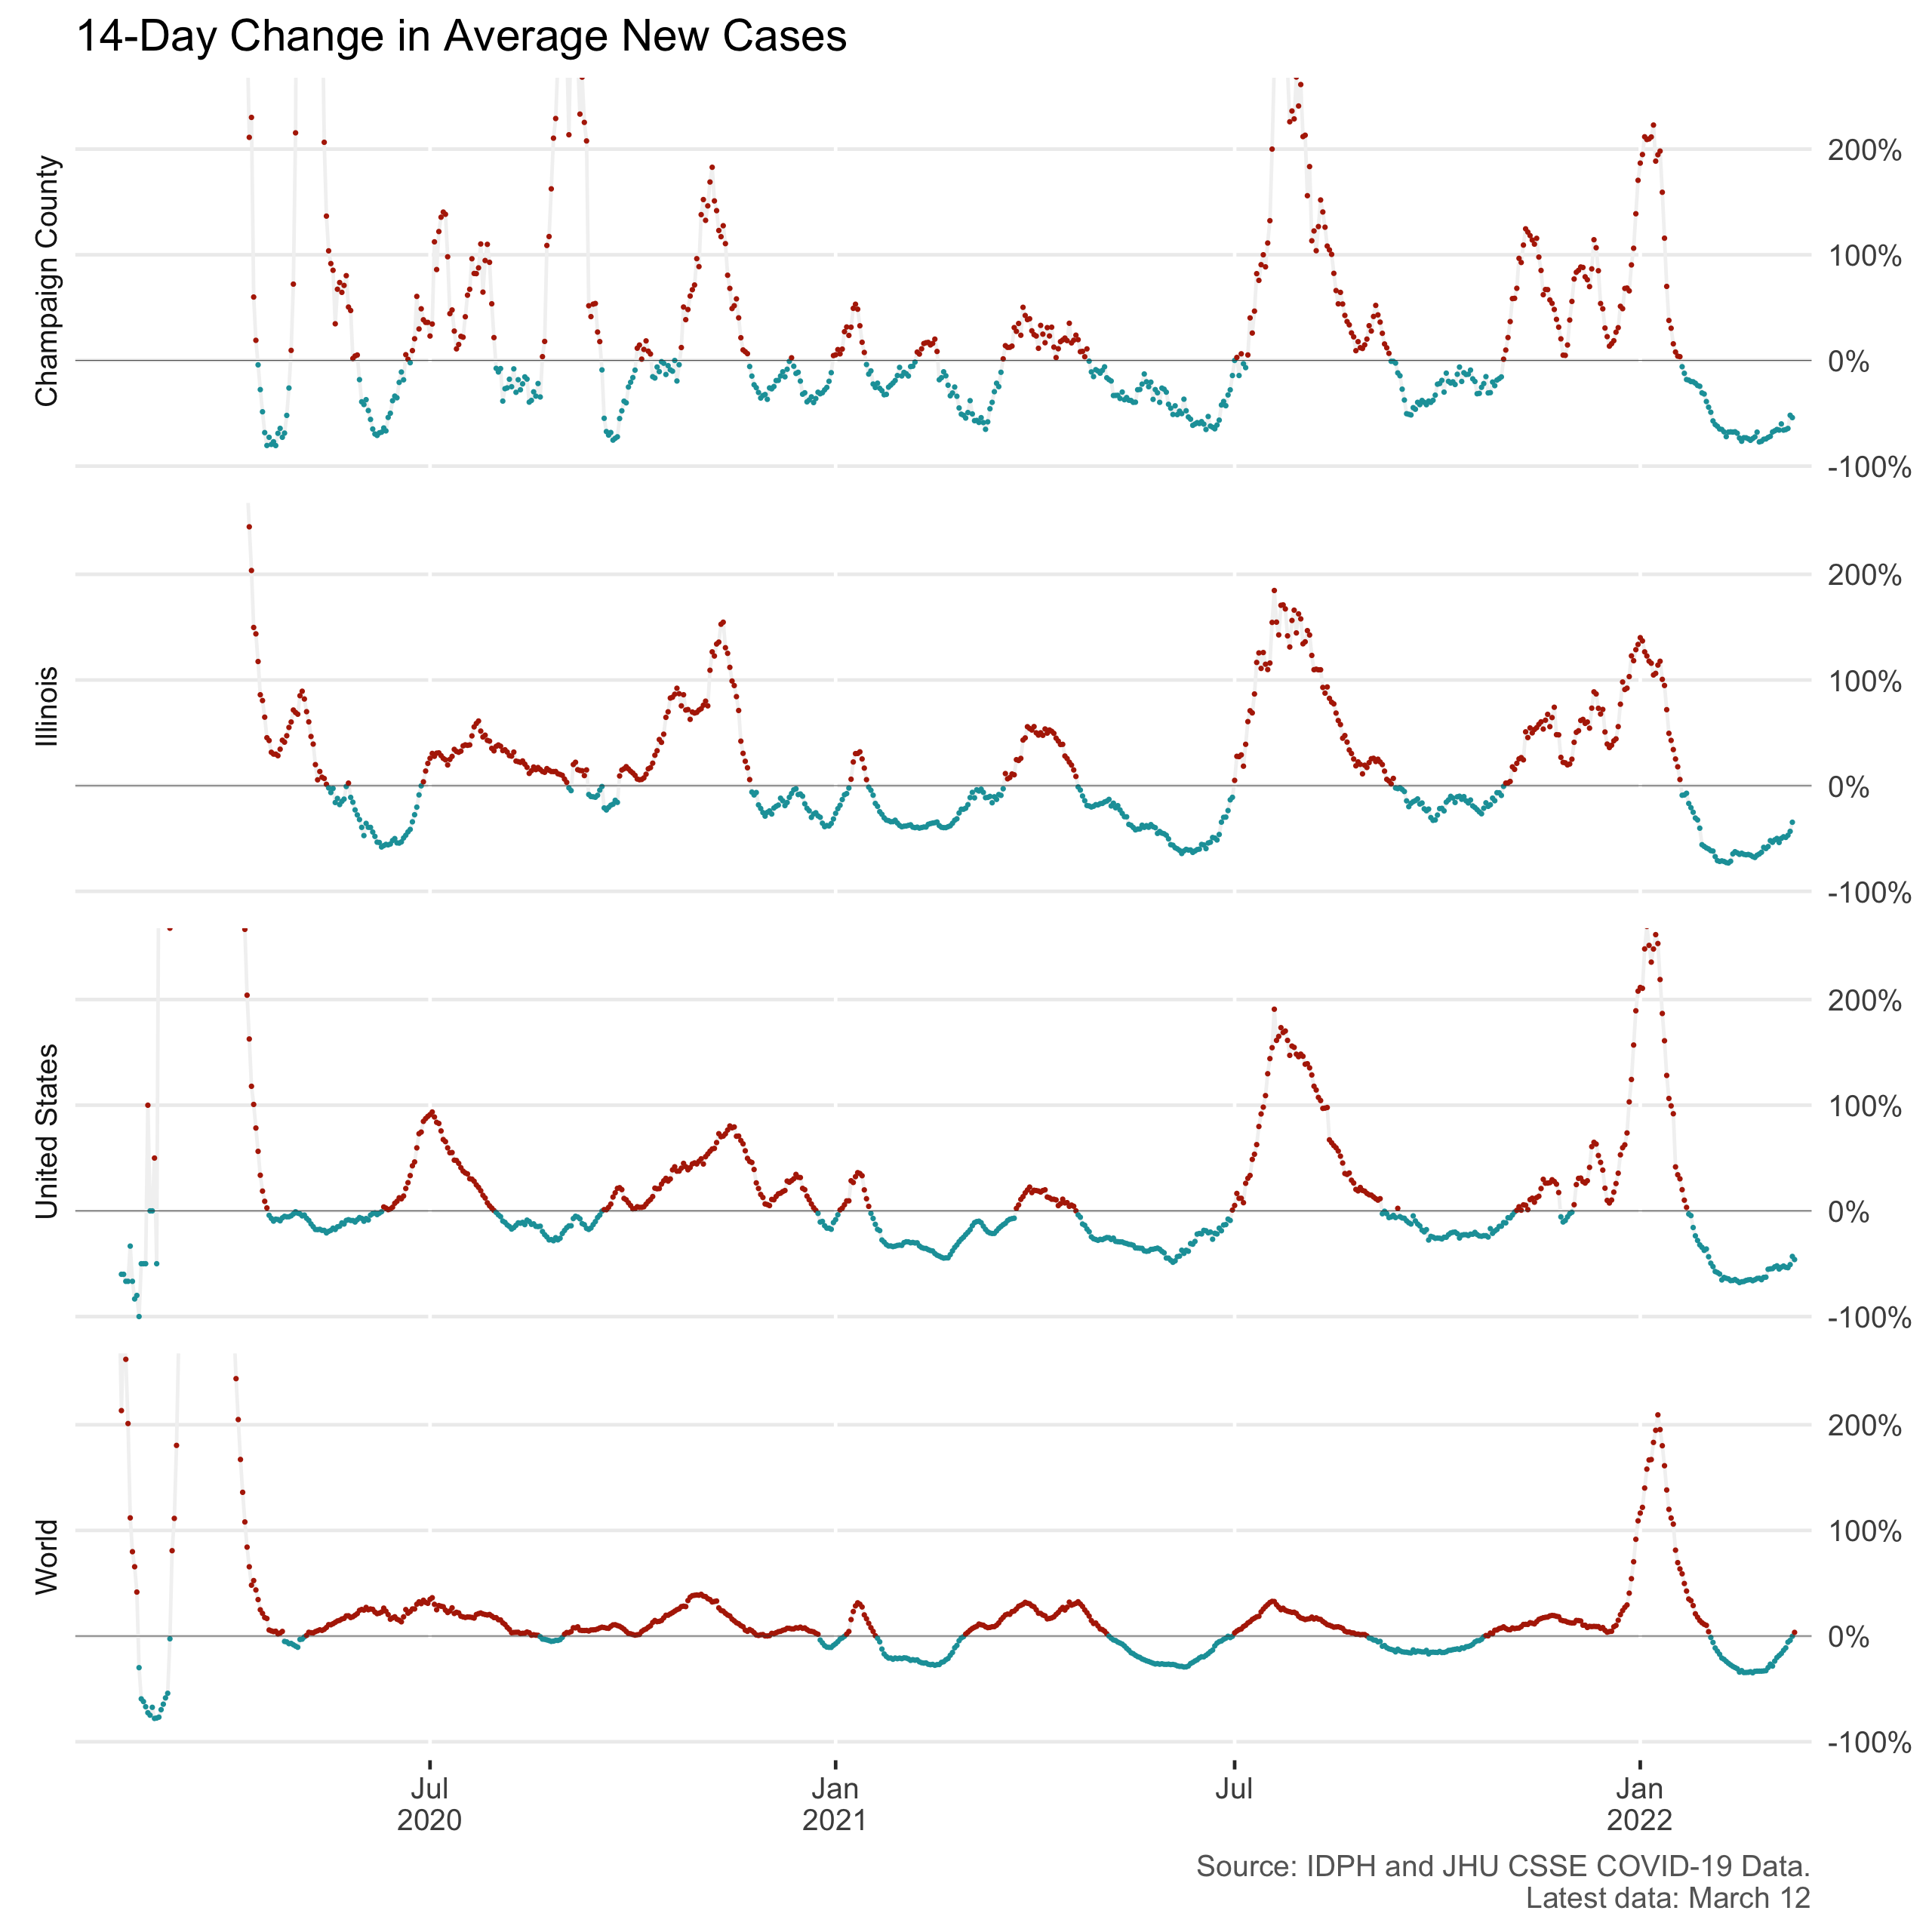 14-Day Change in Average New Cases
Champaign County
200%
100%
0%
-100%
Illinois
200%
100%
0%
-100%
United States
200%
100%
0%
-100%
World
200%
100%
0%
-100%
Jul
2020
Jan
2021
Jul
Jan
2022
Source: IDPH and JHU CSSE COVID-19 Data.
Latest data: March 12